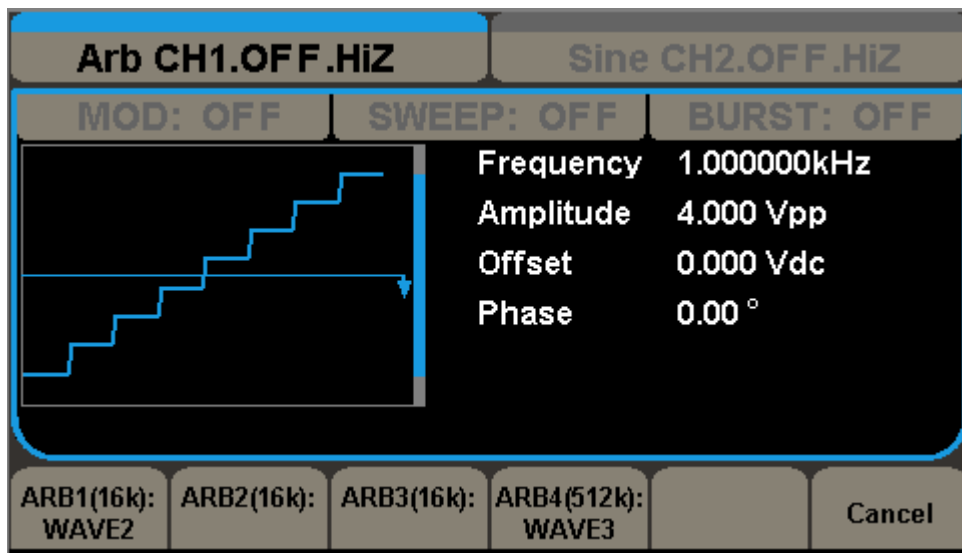 Arb CH1.OFF.HiZ
Sine CH2.OFF.HiZ
MOD: OFF
SWEEP: OFF
BURST: OFF
Frequency 1.000000kHz
Amplitude 4.000 Vpp
Offset 0.000 Vdc
Phase 0.00 °
ARB1(16k):
WAVE2
ARB2(16k):
ARB3(16k):
ARB4(512k):
WAVE3
Cancel